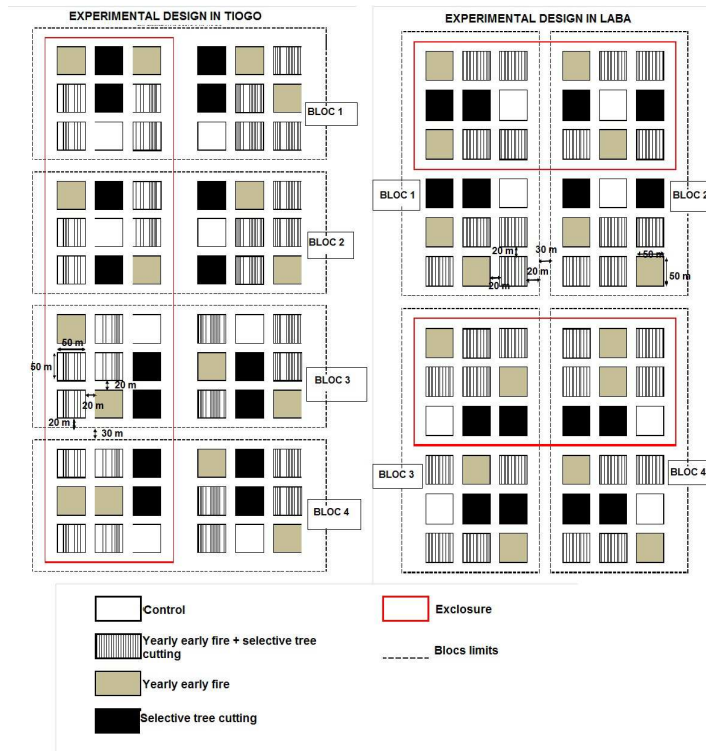 EXPERIMENTAL DESIGN IN TIOGO
BLOC 1
BLOC 2
50 m
50 m
20 m
20 m
20 m
30 m
BLOC 3
BLOC 4
EXPERIMENTAL DESIGN IN LABA
BLOC 1
BLOC 2
20 m
30 m
50 m
20 m
20 m
50 m
BLOC 3
BLOC 4
Control
Yearly early fire + selective tree
cutting
Yearly early fire
Selective tree cutting
Exclosure
Blocs limits